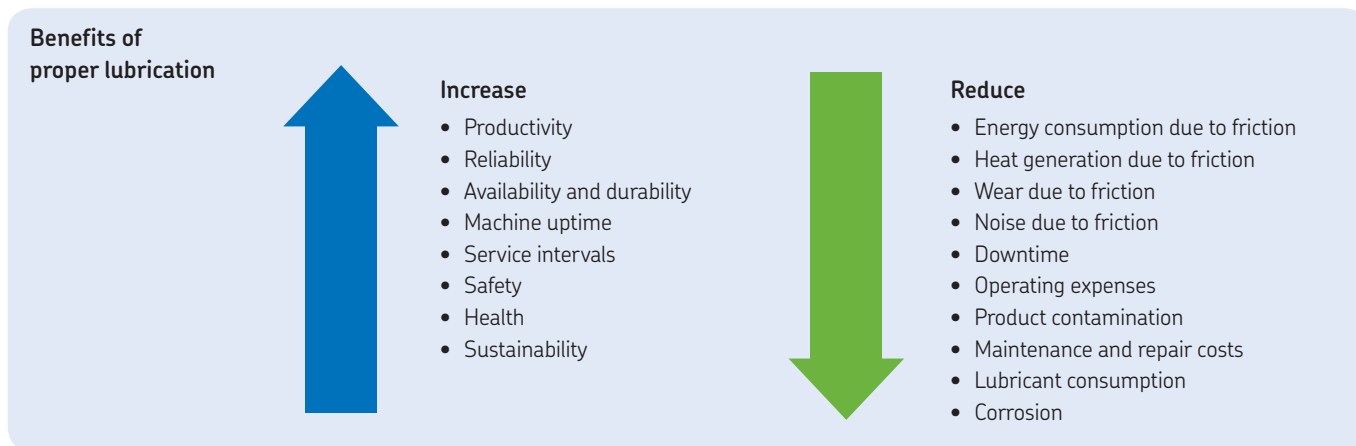 Benefits of
proper lubrication
Increase
• Productivity
• Reliability
• Availability and durability
• Machine uptime
• Service intervals
• Safety
• Health
• Sustainability
Reduce
• Energy consumption due to friction
• Heat generation due to friction
• Wear due to friction
• Noise due to friction
• Downtime
• Operating expenses
• Product contamination
• Maintenance and repair costs
• Lubricant consumption
• Corrosion